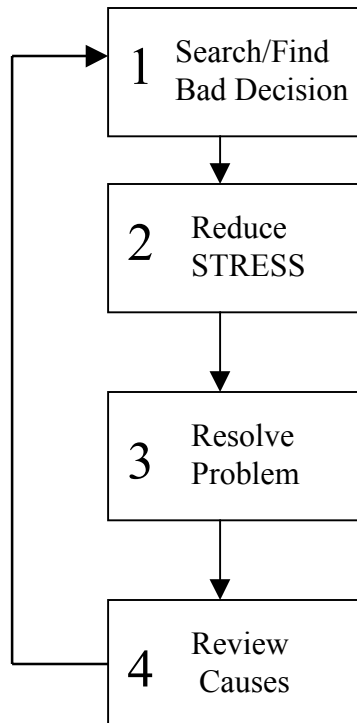 1 Search/Find
Bad Decision
2 Reduce
STRESS
3 Resolve
Problem
4 Review
Causes